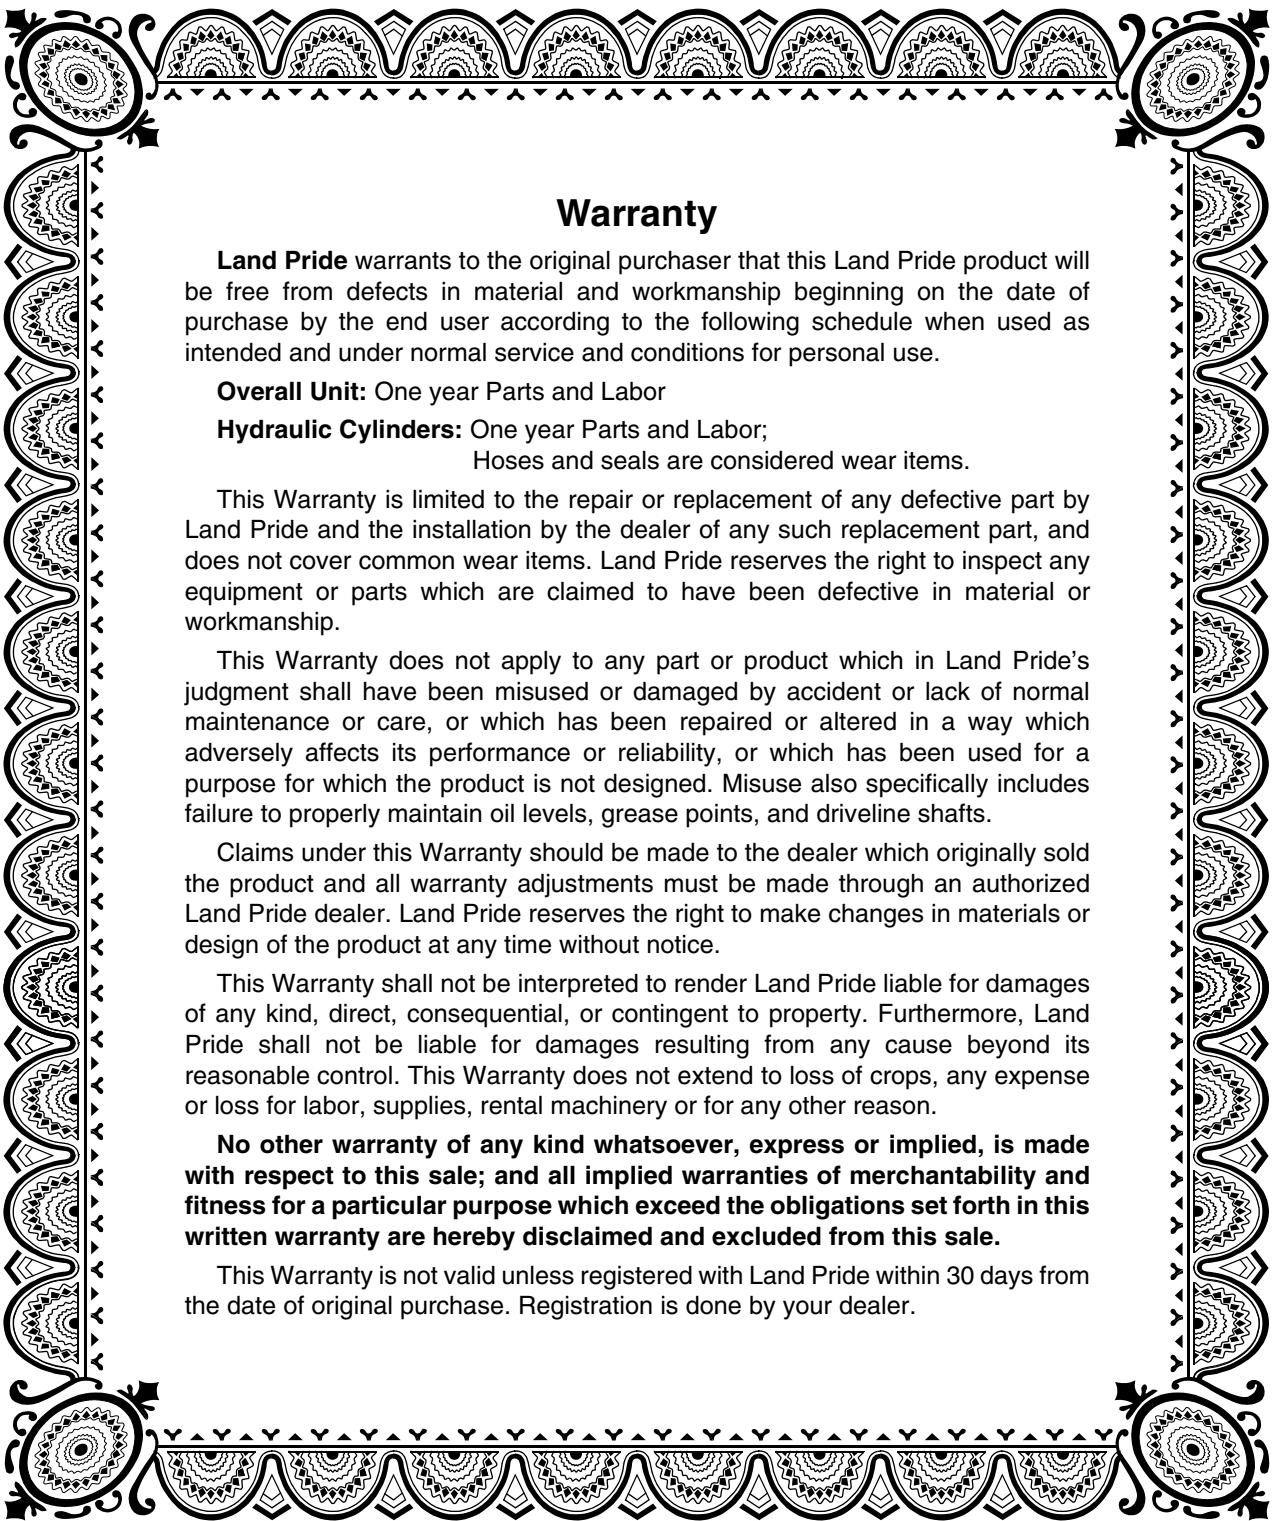 Warranty
Land Pride warrants to the original purchaser that this Land Pride product will
be free from defects in material and workmanship beginning on the date of
purchase by the end user according to the following schedule when used as
intended and under normal service and conditions for personal use.
Overall Unit: One year Parts and Labor
Hydraulic Cylinders: One year Parts and Labor;
Hoses and seals are considered wear items.
This Warranty is limited to the repair or replacement of any defective part by
Land Pride and the installation by the dealer of any such replacement part, and
does not cover common wear items. Land Pride reserves the right to inspect any
equipment or parts which are claimed to have been defective in material or
workmanship.
This Warranty does not apply to any part or product which in Land Pride’s
judgment shall have been misused or damaged by accident or lack of normal
maintenance or care, or which has been repaired or altered in a way which
adversely affects its performance or reliability, or which has been used for a
purpose for which the product is not designed. Misuse also specifically includes
failure to properly maintain oil levels, grease points, and driveline shafts.
Claims under this Warranty should be made to the dealer which originally sold
the product and all warranty adjustments must be made through an authorized
Land Pride dealer. Land Pride reserves the right to make changes in materials or
design of the product at any time without notice.
This Warranty shall not be interpreted to render Land Pride liable for damages
of any kind, direct, consequential, or contingent to property. Furthermore, Land
Pride shall not be liable for damages resulting from any cause beyond its
reasonable control. This Warranty does not extend to loss of crops, any expense
or loss for labor, supplies, rental machinery or for any other reason.
No other warranty of any kind whatsoever, express or implied, is made
with respect to this sale; and all implied warranties of merchantability and
fitness for a particular purpose which exceed the obligations set forth in this
written warranty are hereby disclaimed and excluded from this sale.
This Warranty is not valid unless registered with Land Pride within 30 days from
the date of original purchase. Registration is done by your dealer.